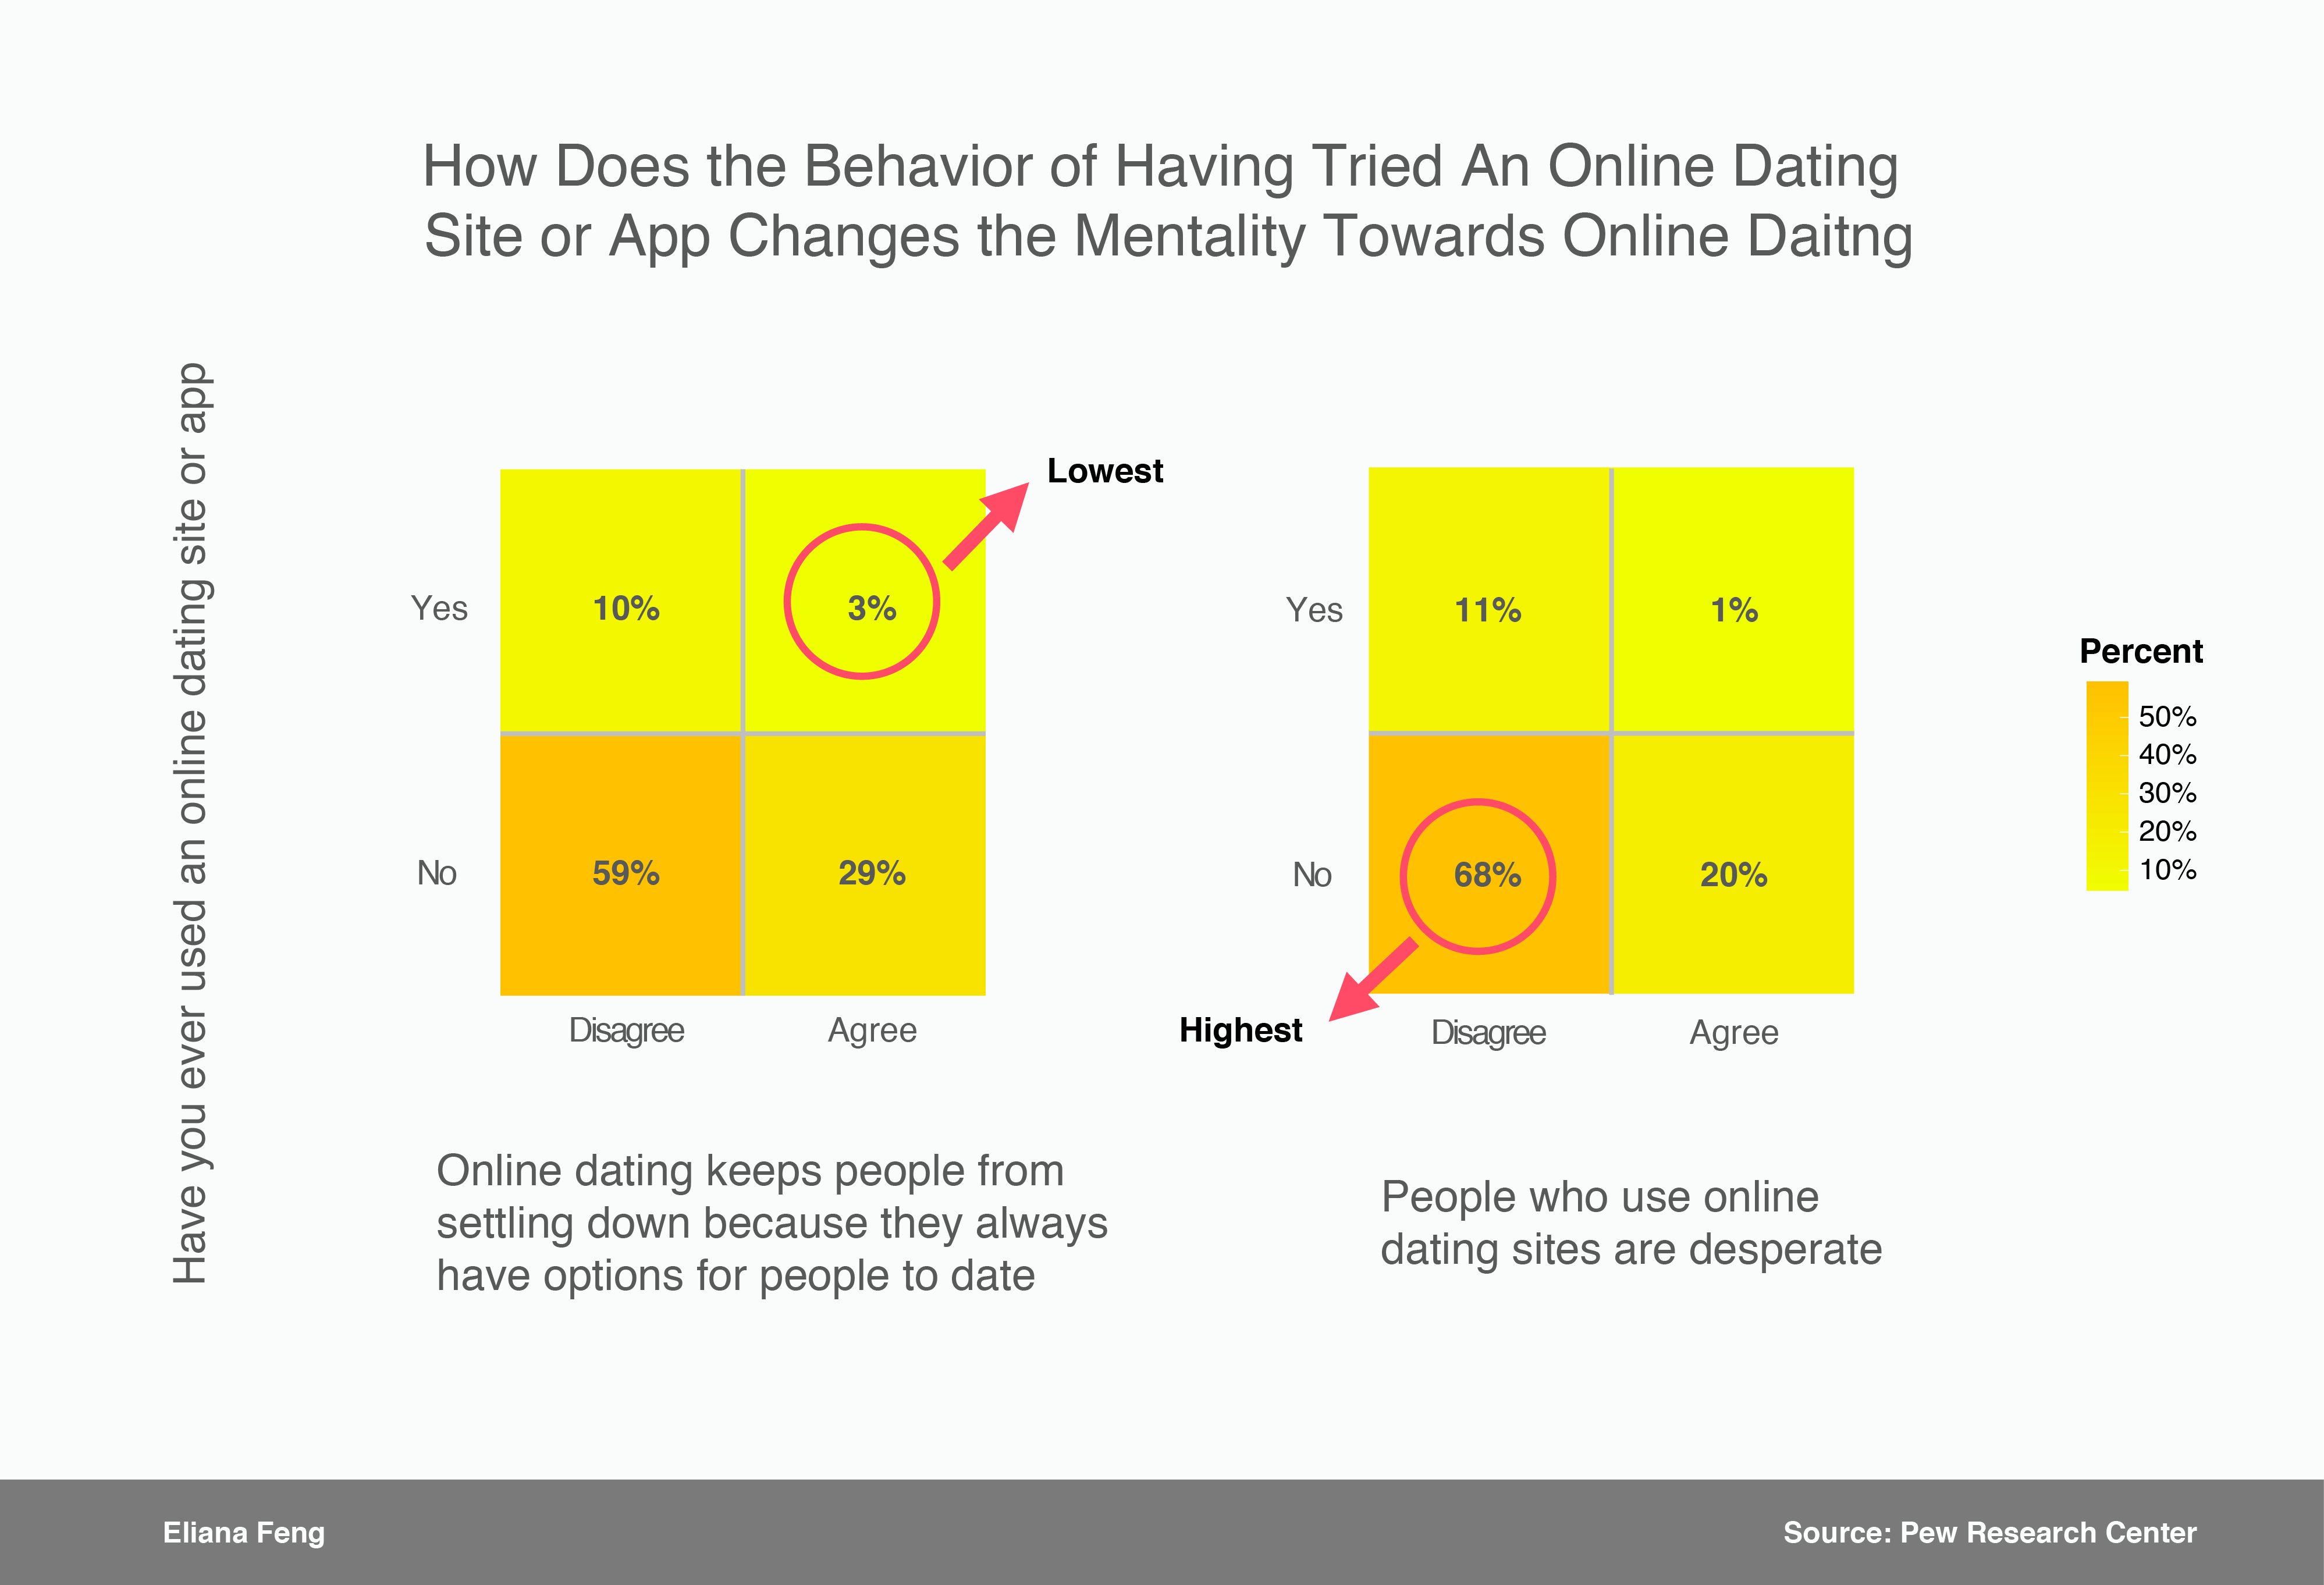 How Does the Behavior of Having Tried An Online Dating
Site or App Changes the Mentality Towards Online Daitng
Have you ever used an online dating site or app
Lowest
Yes
10%
3%
No
59%
29%
Disagree
Agree
Online dating keeps people from
settling down because they always
have options for people to date
Yes
11%
1%
No
68%
20%
Highest
Disagree
Agree
People who use online
dating sites are desperate
Percent
50%
40%
30%
20%
10%
Eliana Feng
Source: Pew Research Center